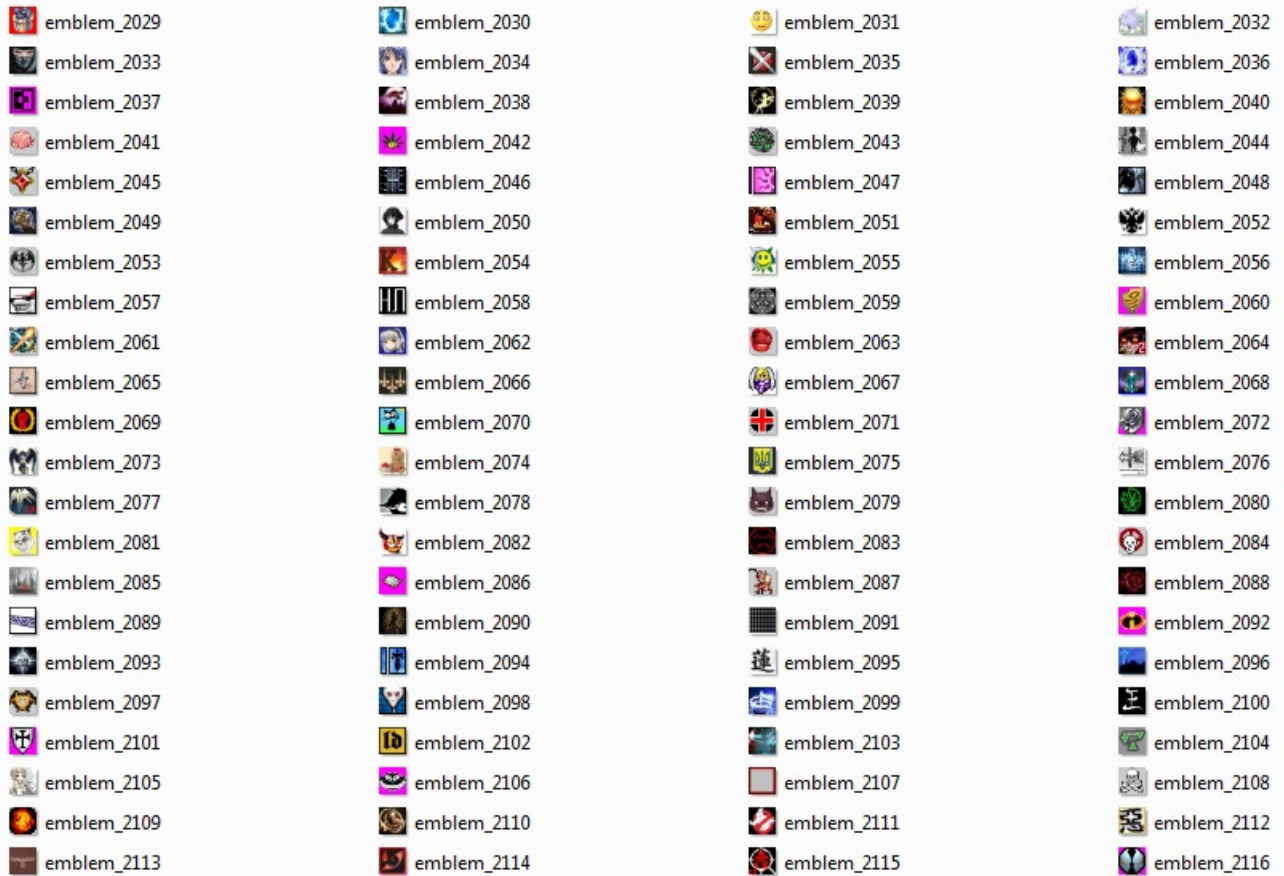 emblem_2029 emblem_2030 emblem_2031 emblem_2032
emblem_2033 emblem_2034 emblem_2035 emblem_2036
emblem_2037 emblem_2038 emblem_2039 emblem_2040
emblem_2041 emblem_2042 emblem_2043 emblem_2044
emblem_2045 emblem_2046 emblem_2047 emblem_2048
emblem_2049 emblem_2050 emblem_2051 emblem_2052
emblem_2053 K emblem_2054 emblem_2055 emblem_2056
emblem_2057 emblem_2058 emblem_2059 emblem_2060
emblem_2061 emblem_2062 emblem_2063 emblem_2064
emblem_2065 emblem_2066 emblem_2067 emblem_2068
emblem_2069 emblem_2070 emblem_2071 emblem_2072
emblem_2073 emblem_2074 emblem_2075 emblem_2076
emblem_2077 emblem_2078 emblem_2079 emblem_2080
emblem_2081 emblem_2082 emblem_2083 emblem_2084
emblem_2085 emblem_2086 emblem_2087 emblem_2088
emblem_2089 emblem_2090 emblem_2091 emblem_2092
emblem_2093 emblem_2094 蓮 emblem_2095 emblem_2096
emblem_2097 emblem_2098 emblem_2099 王 emblem_2100
emblem_2101 ld emblem_2102 emblem_2103 emblem_2104
emblem_2105 emblem_2106 emblem_2107 emblem_2108
emblem_2109 emblem_2110 emblem_2111 emblem_2112
emblem_2113 emblem_2114 emblem_2115 emblem_2116